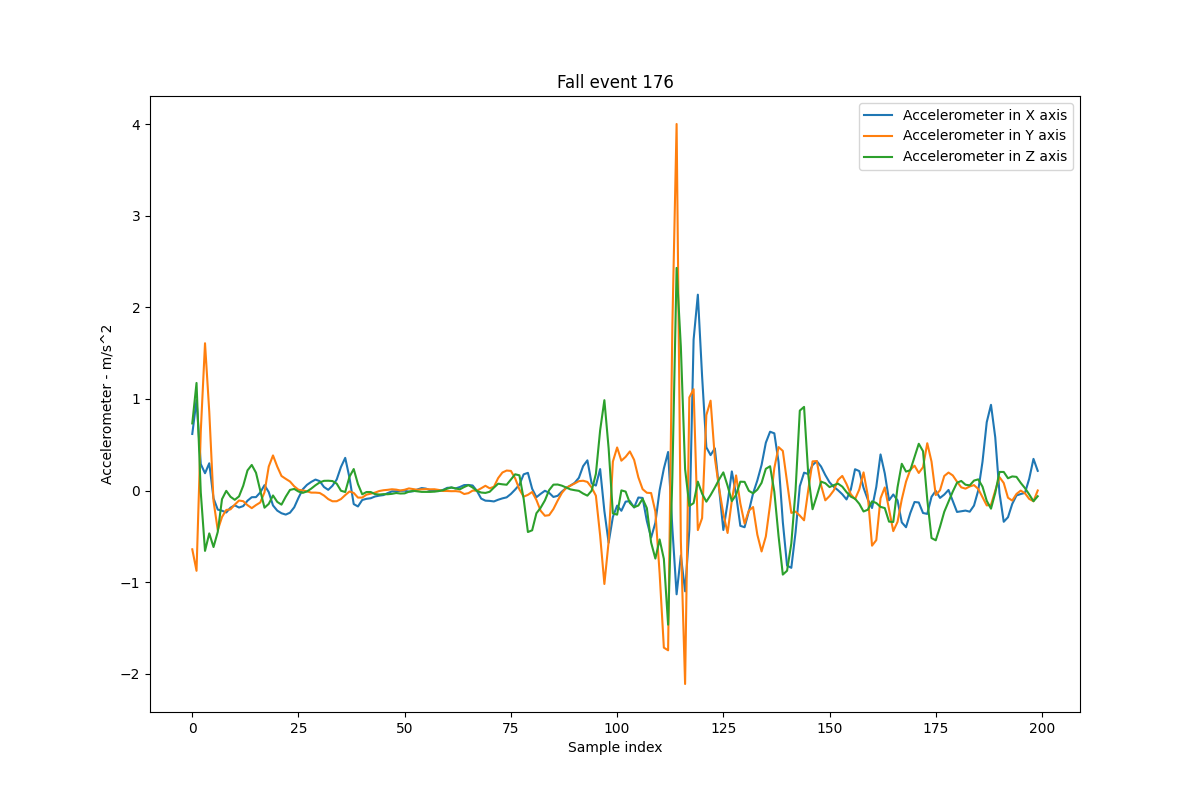 Fall event 176
Accelerometer in X axis
Accelerometer in Y axis
Accelerometer in Z axis
4
3
2
1
0
−1
−2
Accelerometer - m/s^2
0 25 50 75 100 125 150 175 200
Sample index